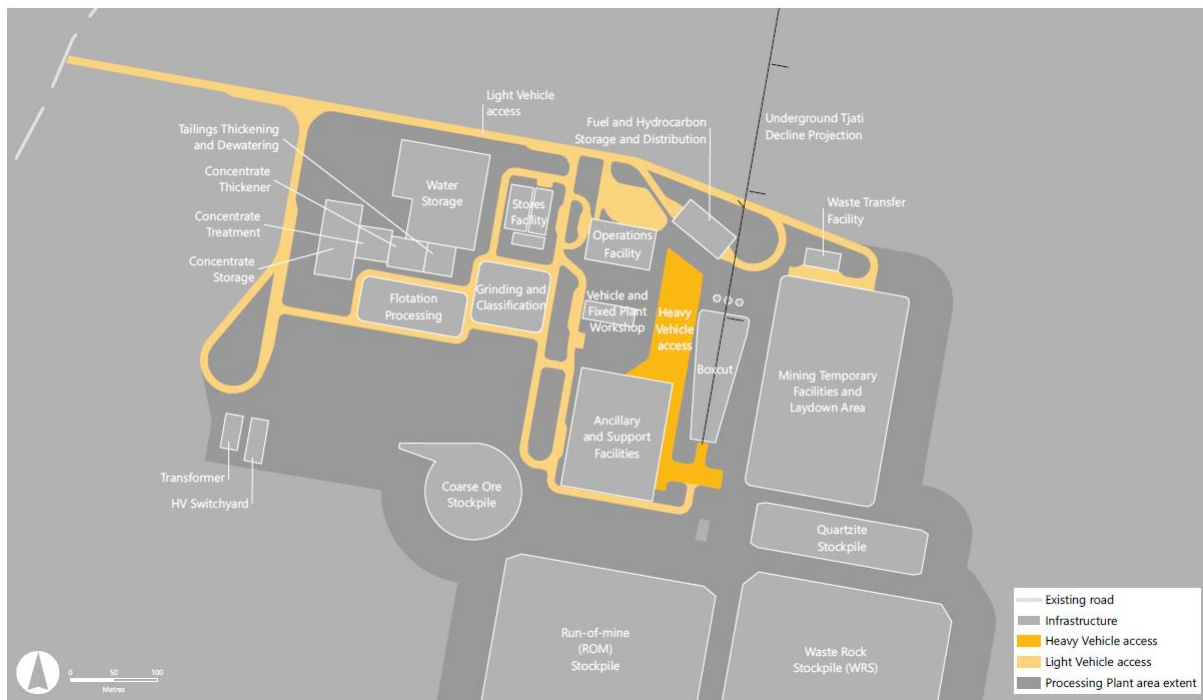 Light Vehicle
access
Fuel and Hydrocarbon
Storage and Distribution
Underground Tjati
Decline Projection
Tailings Thickening
and Dewatering
Concentrate
Thickener
Concentrate
Treatment
Concentrate
Storage
Water
Storage
Stores
Facility
Operations
Facility
Waste Transfer
Facility
Flotation
Processing
Grinding and
Classification
Vehicle and
Fixed Plant
Workshop
Heavy
Vehicle
access
Boxcut
Mining Temporary
Facilities and
Laydown Area
Ancillary
and Support
Facilities
Transformer
HV Switchyard
Coarse Ore
Stockpile
Quartzite
Stockpile
Run-of-mine
(ROM)
Stockpile
Waste Rock
Stockpile (WRS)
0 50 100
Metres
Existing road
Infrastructure
Heavy Vehicle access
Light Vehicle access
Processing Plant area extent